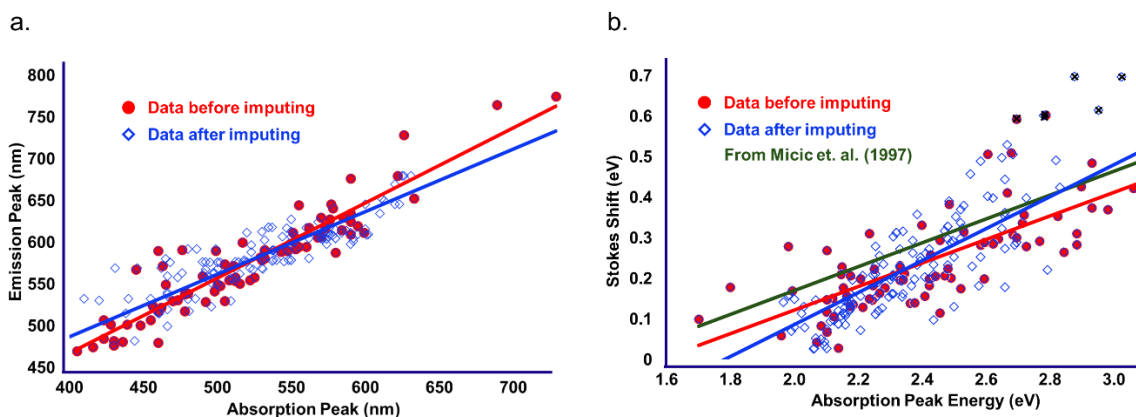 a.
800
750
700
650
600
550
500
450
Emission Peak (nm)
Data before imputing
Data after imputing
400 450 500 550 600 650 700
Absorption Peak (nm)
b.
0.7
0.6
0.5
0.4
0.3
0.2
0.1
0
Stokes Shift (eV)
Data before imputing
Data after imputing
From Micic et. al. (1997)
1.6 1.8 2.0 2.2 2.4 2.6 2.8 3.0
Absorption Peak Energy (eV)